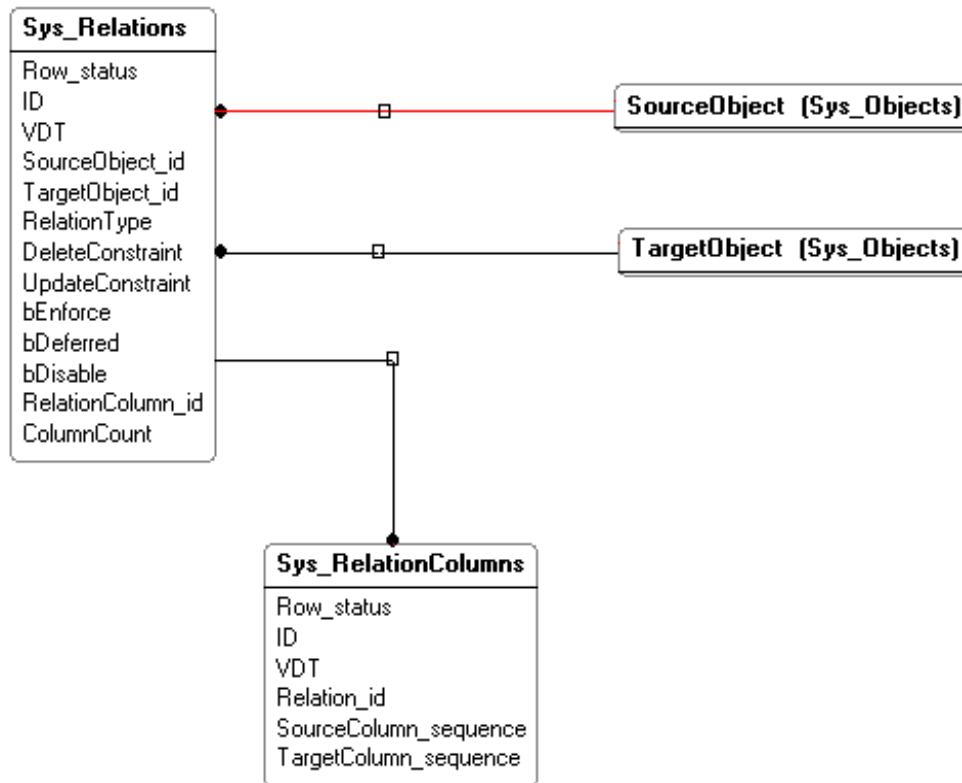 Sys_Relations
Row_status
ID
VDT
SourceObject_id
TargetObject_id
RelationType
DeleteConstraint
UpdateConstraint
bEnforce
bDeferred
bDisable
RelationColumn_id
ColumnCount
SourceObject (Sys_Objects)
TargetObject (Sys_Objects)
Sys_RelationColumns
Row_status
ID
VDT
Relation_id
SourceColumn_sequence
TargetColumn_sequence